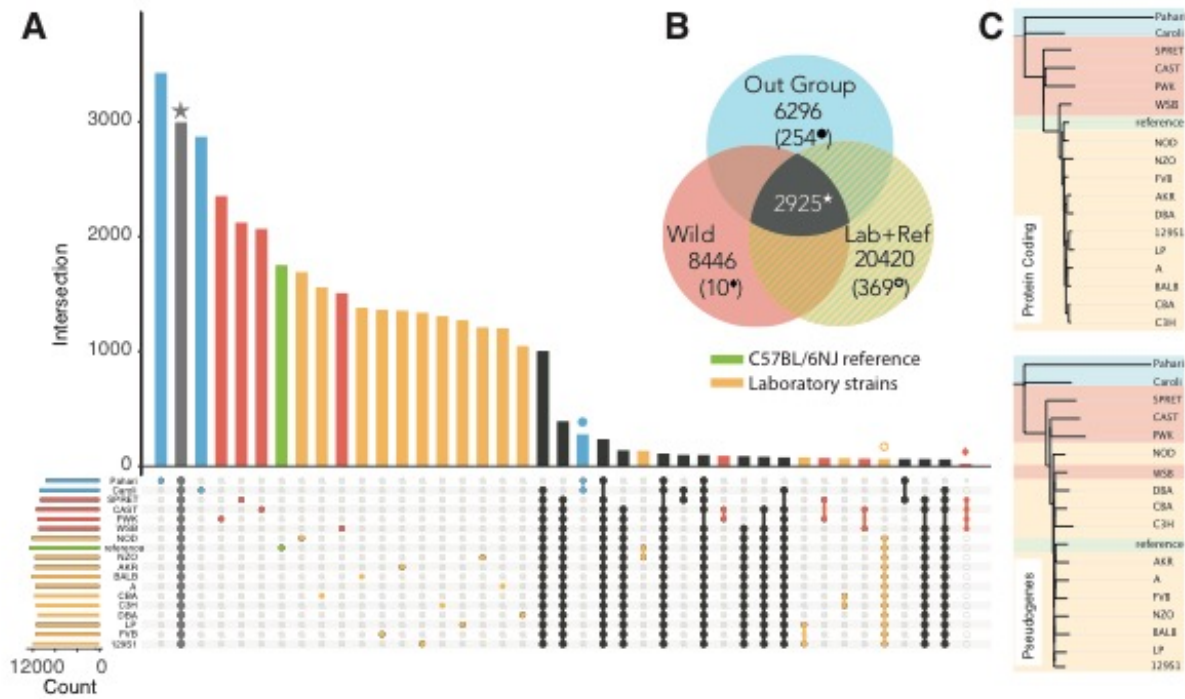 A
Intersection
3000
2000
1000
0
Pahari
Caroli
SPRET
CAST
PWK
WSB
NOD
reference
NZO
AKR
BALB
A
CBA
C3H
DBA
LP
FVB
129S1
12000 0
Count
B
Out Group
6296
(254●)
2925★
Wild
8446
(10♦)
Lab+Ref
20420
(369○)
C57BL/6NJ reference
Laboratory strains
C
Protein Coding
Pahari
Caroli
SPRET
CAST
PWK
WSB
reference
NOD
NZO
FVB
AKR
DBA
129S1
LP
A
BALB
CBA
C3H
Pseudogenes
Pahari
Caroli
SPRET
CAST
PWK
NOD
WSB
DBA
CBA
C3H
reference
AKR
A
FVB
NZO
BALB
LP
129S1